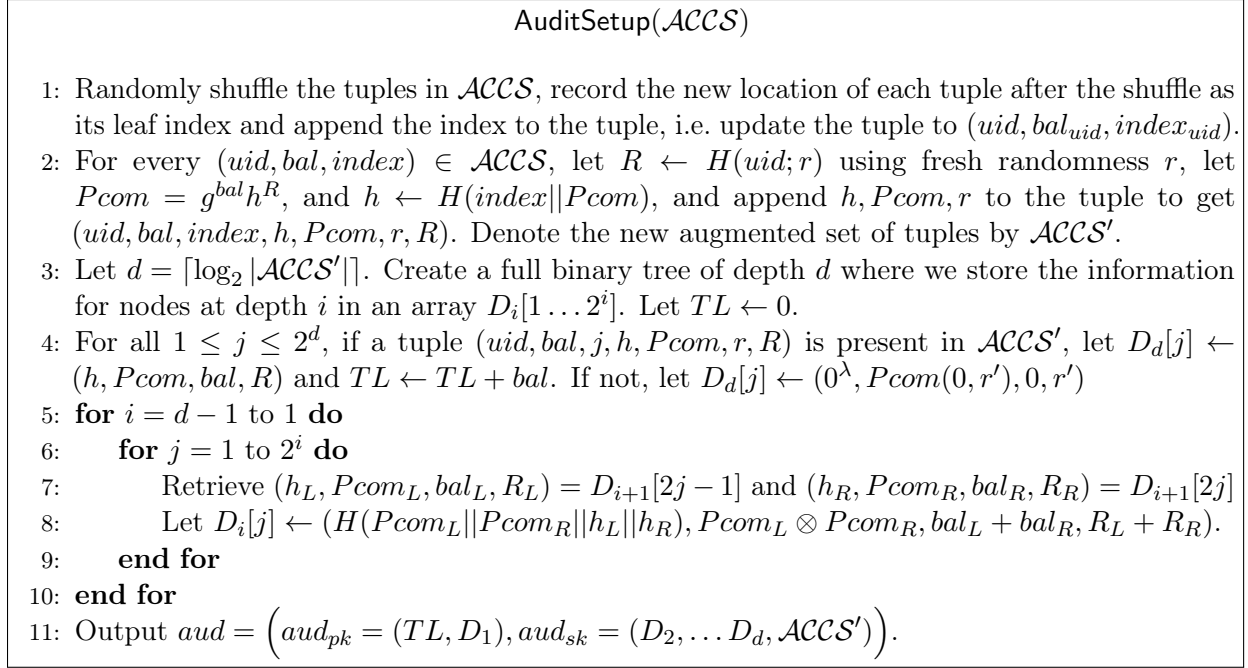 AuditSetup(𝒜𝒞𝒞𝒮)
1: Randomly shuffle the tuples in 𝒜𝒞𝒞𝒮, record the new location of each tuple after the shuffle as
its leaf index and append the index to the tuple, i.e. update the tuple to (uid, bal_{uid}, index_{uid}).
2: For every (uid, bal, index) ∈ 𝒜𝒞𝒞𝒮, let R ← H(uid; r) using fresh randomness r, let
Pcom = g^{bal}h^{R}, and h ← H(index||Pcom), and append h, Pcom, r to the tuple to get
(uid, bal, index, h, Pcom, r, R). Denote the new augmented set of tuples by 𝒜𝒞𝒞𝒮′.
3: Let d = ⌈log₂ |𝒜𝒞𝒞𝒮′|⌉. Create a full binary tree of depth d where we store the information
for nodes at depth i in an array D_i[1 … 2^i]. Let TL ← 0.
4: For all 1 ≤ j ≤ 2^d, if a tuple (uid, bal, j, h, Pcom, r, R) is present in 𝒜𝒞𝒞𝒮′, let D_d[j] ←
(h, Pcom, bal, R) and TL ← TL + bal. If not, let D_d[j] ← (0^λ, Pcom(0, r′), 0, r′)
5: for i = d − 1 to 1 do
6: for j = 1 to 2^i do
7: Retrieve (h_L, Pcom_L, bal_L, R_L) = D_{i+1}[2j − 1] and (h_R, Pcom_R, bal_R, R_R) = D_{i+1}[2j]
8: Let D_i[j] ← (H(Pcom_L||Pcom_R||h_L||h_R), Pcom_L ⊗ Pcom_R, bal_L + bal_R, R_L + R_R).
9: end for
10: end for
11: Output aud = (aud_{pk} = (TL, D_1), aud_{sk} = (D_2, … D_d, 𝒜𝒞𝒞𝒮′)).